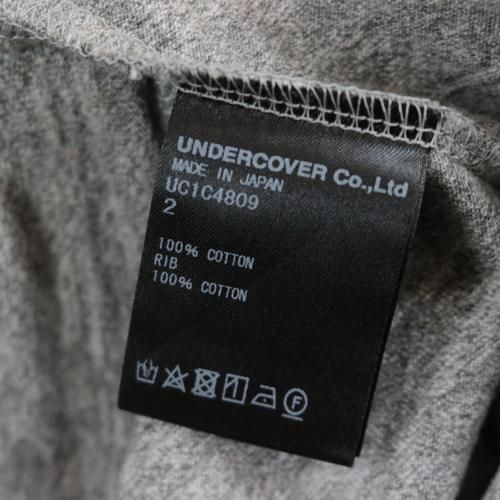 UNDERCOVER Co.,Ltd
MADE IN JAPAN
UC1C4809
2
100% COTTON
RIB
100% COTTON
F